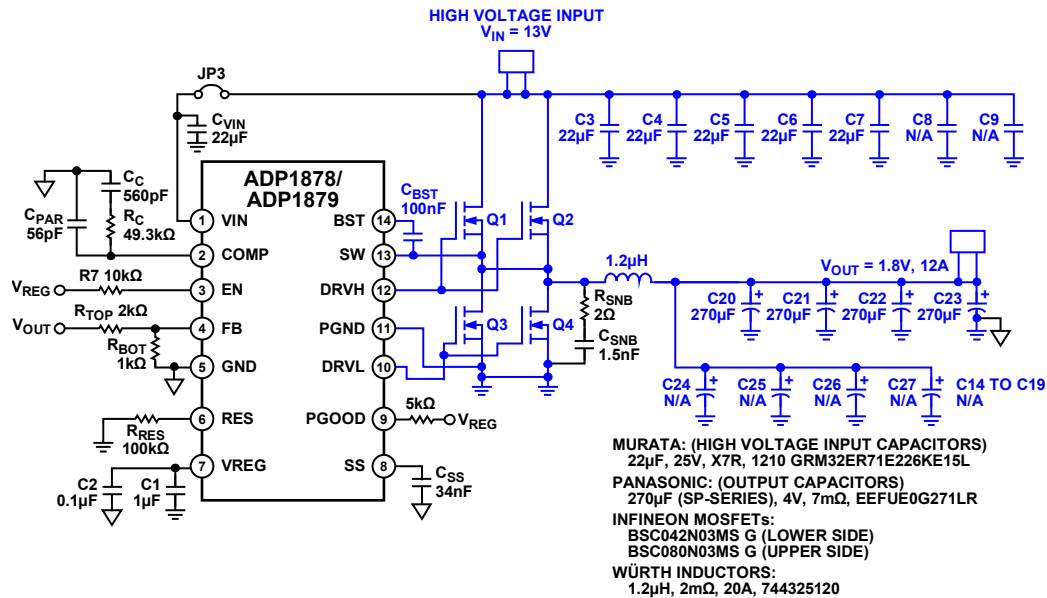 HIGH VOLTAGE INPUT
VIN = 13V
JP3
CVIN
22µF
C3
22µF
C4
22µF
C5
22µF
C6
22µF
C7
22µF
C8
N/A
C9
N/A
CC
560pF
CPAR
56pF
RC
49.3kΩ
ADP1878/
ADP1879
1 VIN
2 COMP
3 EN
4 FB
5 GND
6 RES
7 VREG
BST 14
SW 13
DRVH 12
PGND 11
DRVL 10
PGOOD 9
SS 8
CBST
100nF
Q1
Q2
Q3
Q4
VREG
R7 10kΩ
VOUT
RTOP 2kΩ
RBOT
1kΩ
RRES
100kΩ
C2
0.1µF
C1
1µF
5kΩ
VREG
CSS
34nF
1.2µH
RSNB
2Ω
CSNB
1.5nF
VOUT = 1.8V, 12A
C20
270µF
+
C21
270µF
+
C22
270µF
+
C23
270µF
+
C24
N/A
+
C25
N/A
+
C26
N/A
+
C27
N/A
+
C14 TO C19
N/A
MURATA: (HIGH VOLTAGE INPUT CAPACITORS)
22µF, 25V, X7R, 1210 GRM32ER71E226KE15L
PANASONIC: (OUTPUT CAPACITORS)
270µF (SP-SERIES), 4V, 7mΩ, EEFUE0G271LR
INFINEON MOSFETs:
BSC042N03MS G (LOWER SIDE)
BSC080N03MS G (UPPER SIDE)
WÜRTH INDUCTORS:
1.2µH, 2mΩ, 20A, 744325120